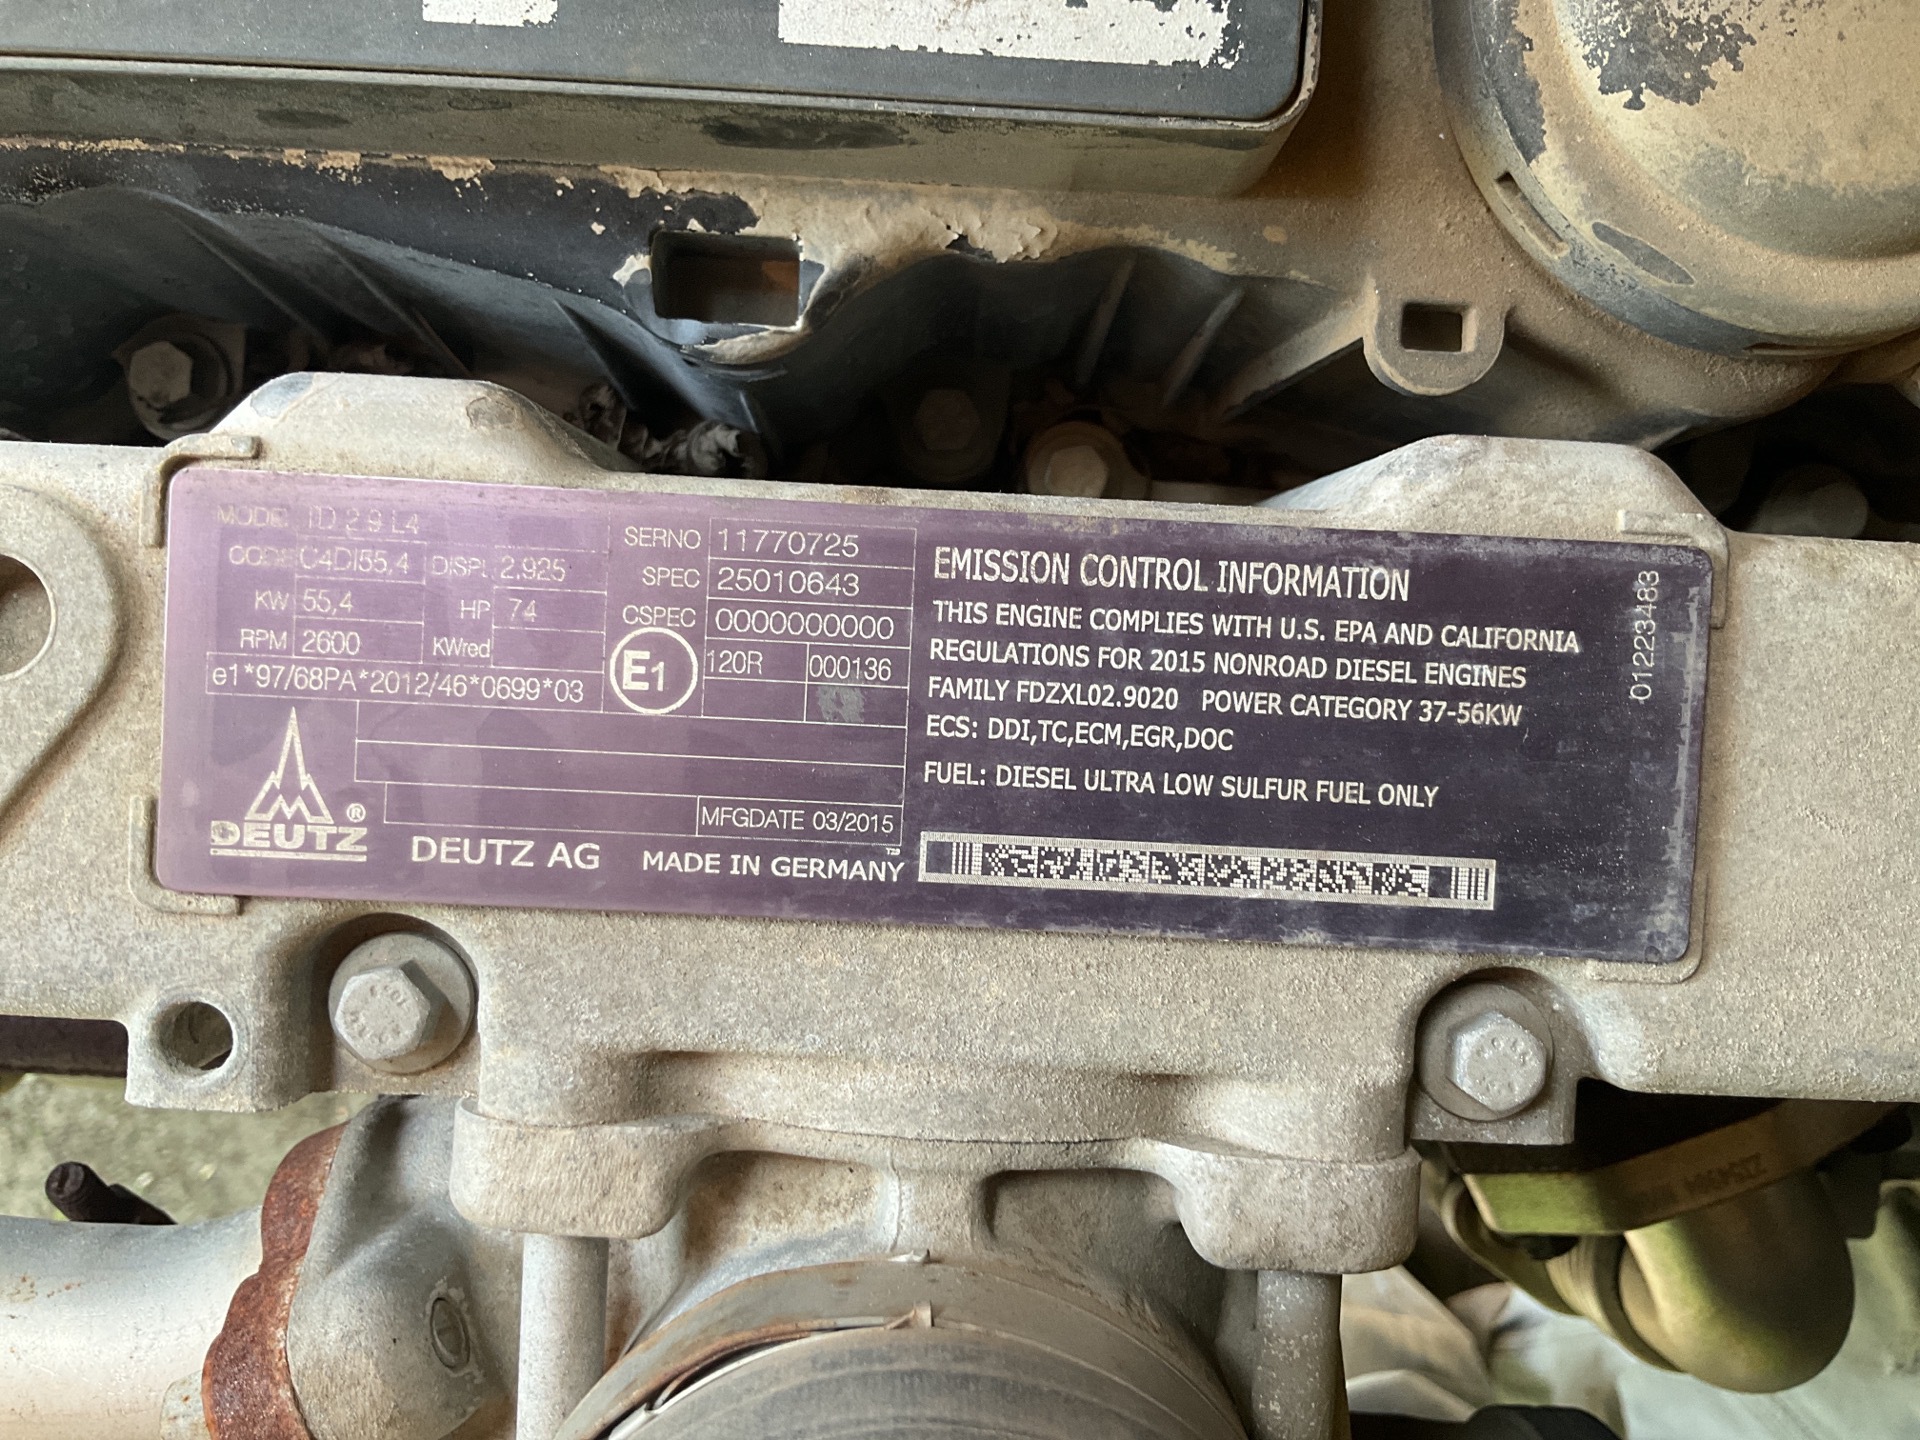 MODEL TD 2.9 L4
CODE C4DI55,4 DISPL 2,925
KW 55,4 HP 74
RPM 2600 KWred
e1*97/68PA*2012/46*0699*03
SERNO 11770725
SPEC 25010643
CSPEC 0000000000
E1 120R 000136
MFGDATE 03/2015
DEUTZ®
DEUTZ AG MADE IN GERMANY
EMISSION CONTROL INFORMATION
THIS ENGINE COMPLIES WITH U.S. EPA AND CALIFORNIA
REGULATIONS FOR 2015 NONROAD DIESEL ENGINES
FAMILY FDZXL02.9020 POWER CATEGORY 37-56KW
ECS: DDI,TC,ECM,EGR,DOC
FUEL: DIESEL ULTRA LOW SULFUR FUEL ONLY
01223483